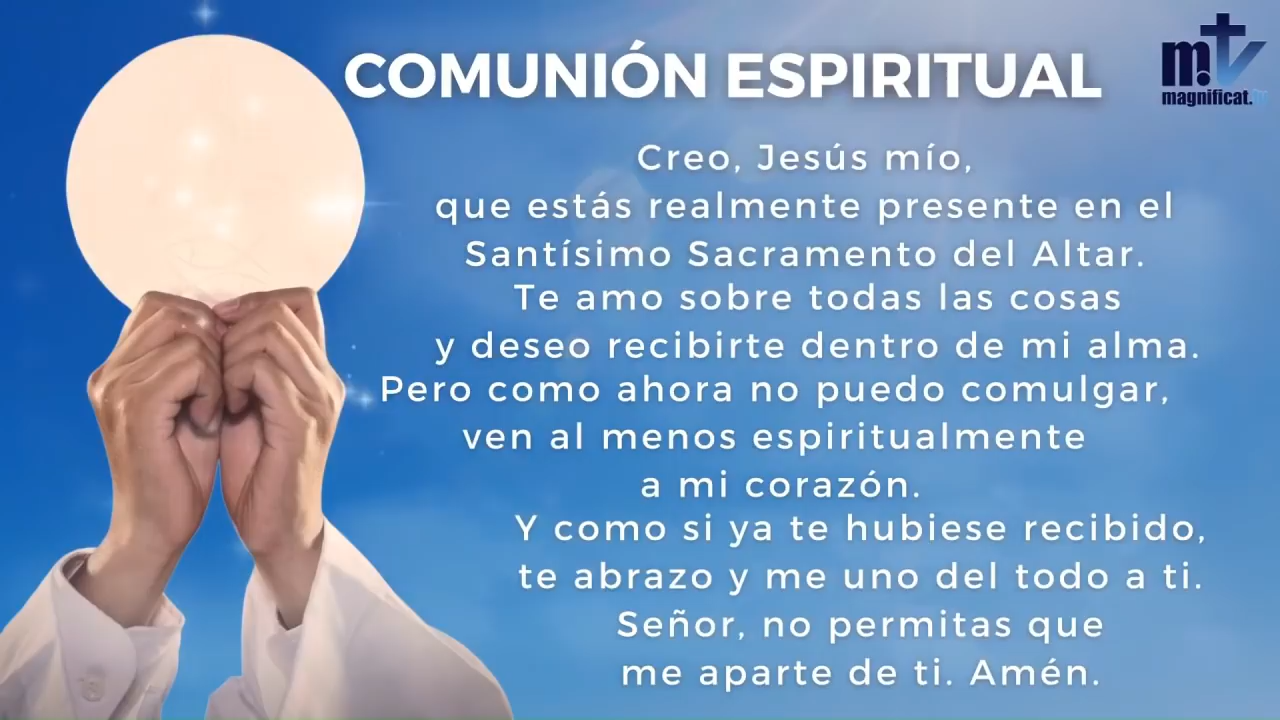 COMUNIÓN ESPIRITUAL
mtv
magnificat.tv
Creo, Jesús mío,
que estás realmente presente en el
Santísimo Sacramento del Altar.
Te amo sobre todas las cosas
y deseo recibirte dentro de mi alma.
Pero como ahora no puedo comulgar,
ven al menos espiritualmente
a mi corazón.
Y como si ya te hubiese recibido,
te abrazo y me uno del todo a ti.
Señor, no permitas que
me aparte de ti. Amén.